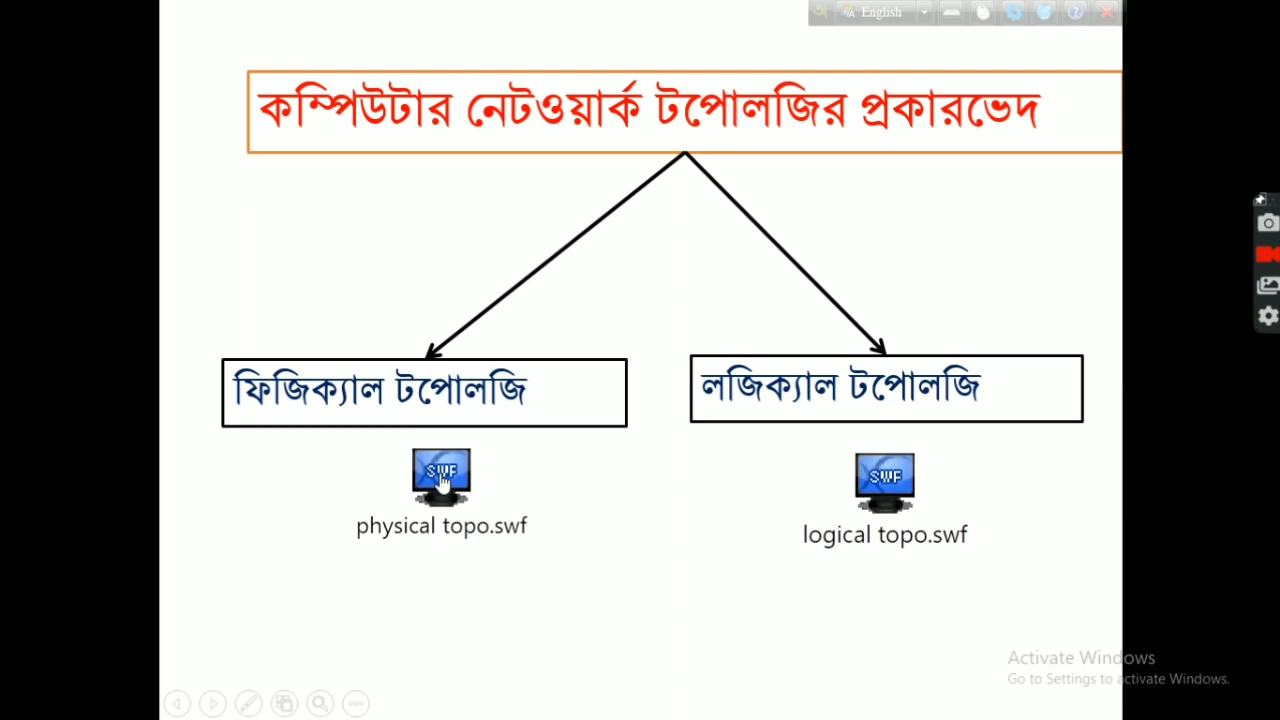 English
কম্পিউটার নেটওয়ার্ক টপোলজির প্রকারভেদ
ফিজিক্যাল টপোলজি
লজিক্যাল টপোলজি
SWF
SWF
physical topo.swf
logical topo.swf
Activate Windows
Go to Settings to activate Windows.